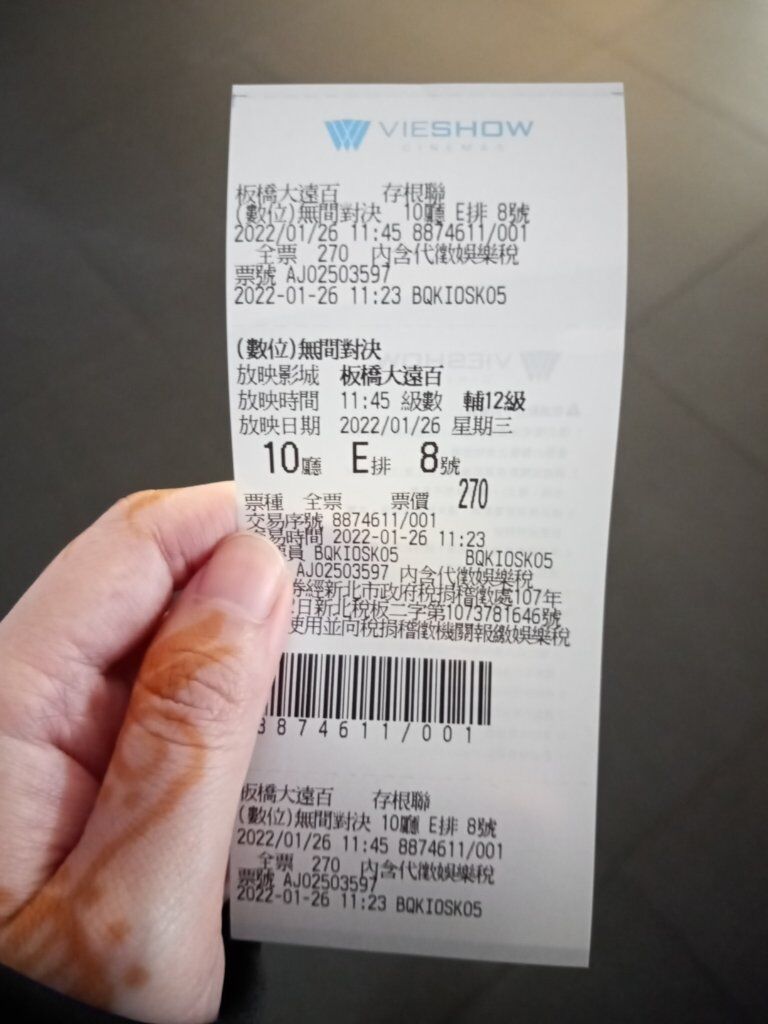 VIESHOW
CINEMAS
板橋大遠百 存根聯
(數位)無間對決 10廳 E排 8號
2022/01/26 11:45 8874611/001
全票 270 內含代徵娛樂稅
票號 AJ02503597
2022-01-26 11:23 BQKIOSK05
(數位)無間對決
放映影城 板橋大遠百
放映時間 11:45 級數 輔12級
放映日期 2022/01/26 星期三
10廳 E排 8號
票種 全票 票價 270
交易序號 8874611/001
交易時間 2022-01-26 11:23
員 BQKIOSK05 BQKIOSK05
AJ02503597 內含代徵娛樂稅
券經新北市政府稅捐稽徵處107年
日新北稅板二字第1073781646號
使用並向稅捐稽徵機關報繳娛樂稅
8874611/001
板橋大遠百 存根聯
(數位)無間對決 10廳 E排 8號
2022/01/26 11:45 8874611/001
全票 270 內含代徵娛樂稅
票號 AJ02503597
2022-01-26 11:23 BQKIOSK05